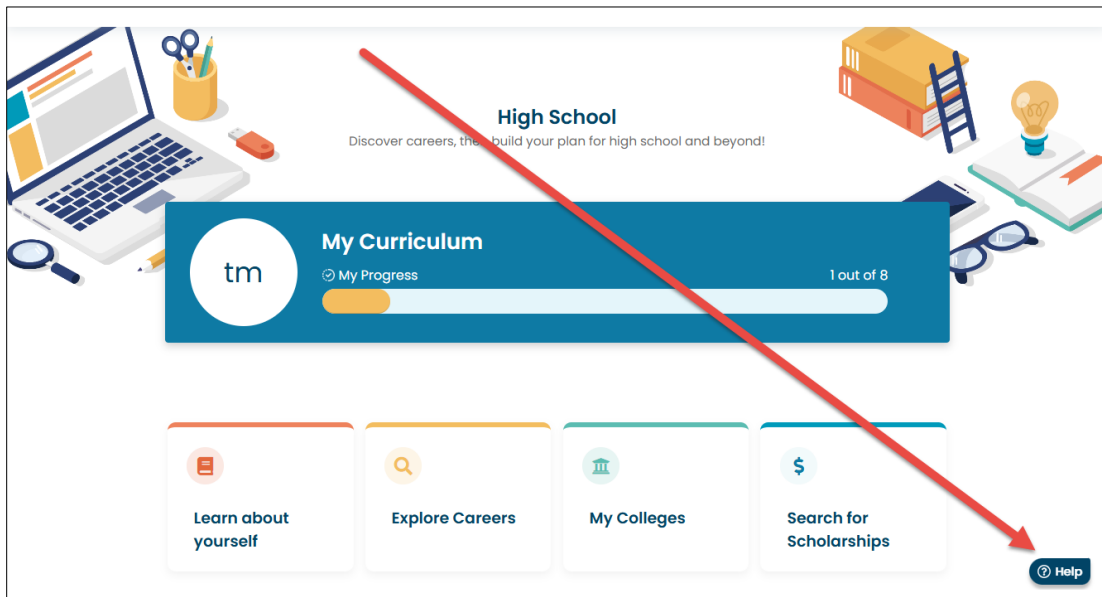 High School
Discover careers, then build your plan for high school and beyond!
tm
My Curriculum
My Progress
1 out of 8
Learn about
yourself
Explore Careers
My Colleges
Search for
Scholarships
Help